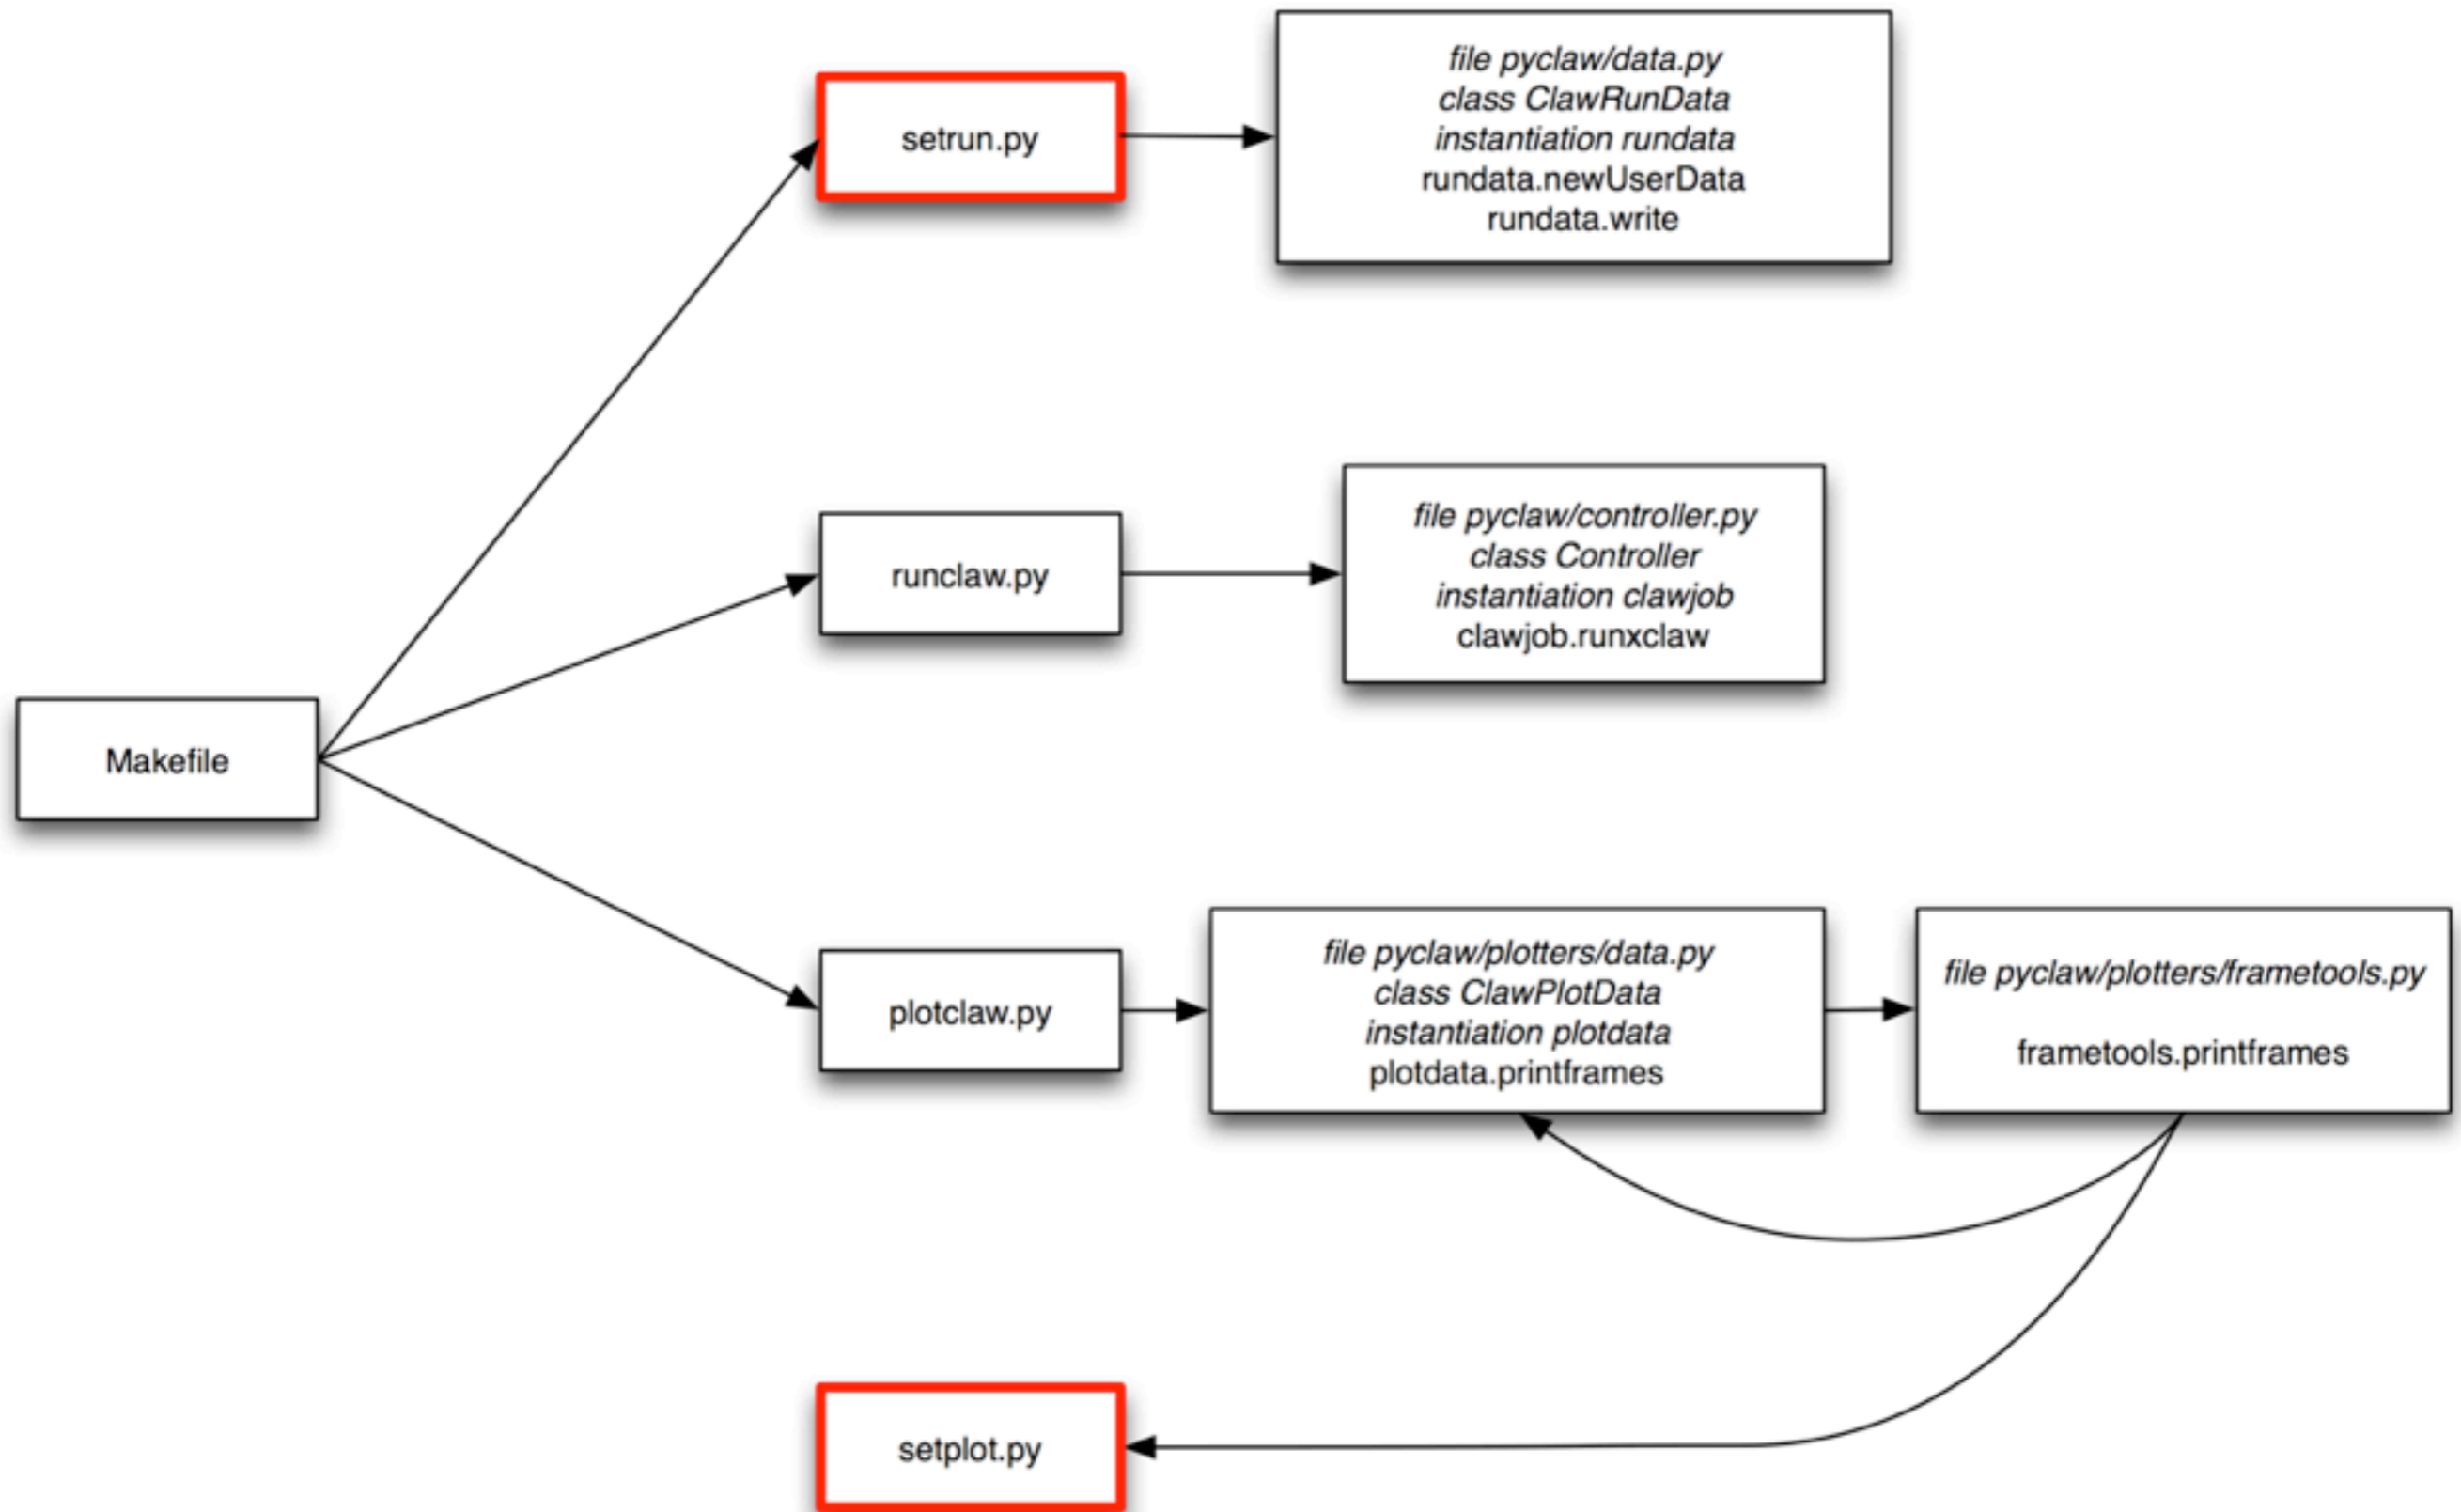 file pyclaw/data.py
class ClawRunData
instantiation rundata
rundata.newUserData
rundata.write
setrun.py
file pyclaw/controller.py
class Controller
instantiation clawjob
clawjob.runxclaw
runclaw.py
Makefile
file pyclaw/plotters/data.py
class ClawPlotData
instantiation plotdata
plotdata.printframes
file pyclaw/plotters/frametools.py
frametools.printframes
plotclaw.py
setplot.py